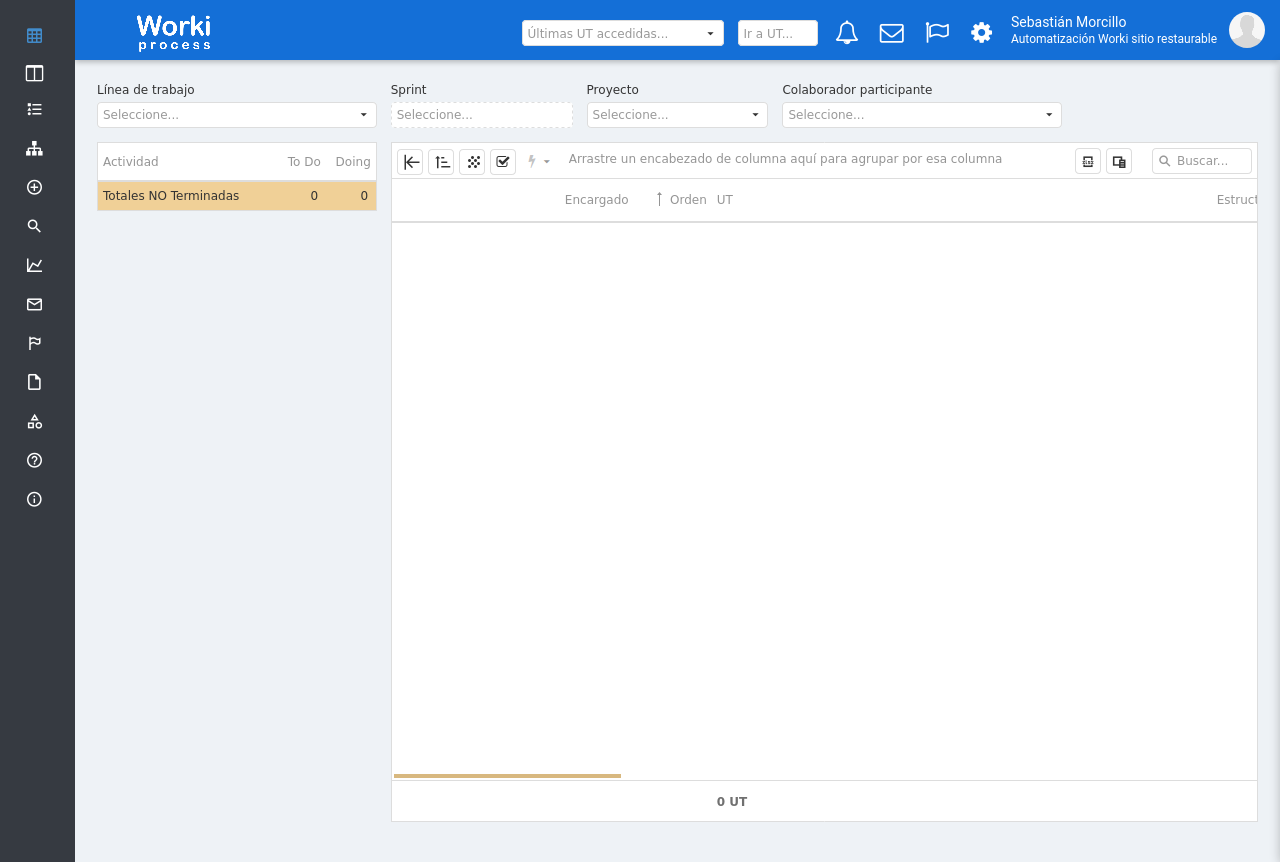 Worki
process
Últimas UT accedidas...
Ir a UT...
Sebastián Morcillo
Automatización Worki sitio restaurable
Línea de trabajo
Sprint
Proyecto
Colaborador participante
Seleccione...
Seleccione...
Seleccione...
Seleccione...
Actividad To Do Doing
Totales NO Terminadas 0 0
Arrastre un encabezado de columna aquí para agrupar por esa columna
Buscar...
Encargado Orden UT Estruct
0 UT